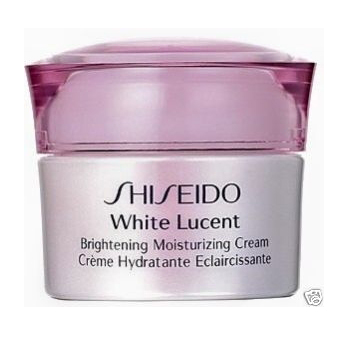 SHISEIDO
White Lucent
Brightening Moisturizing Cream
Crème Hydratante Eclaircissante